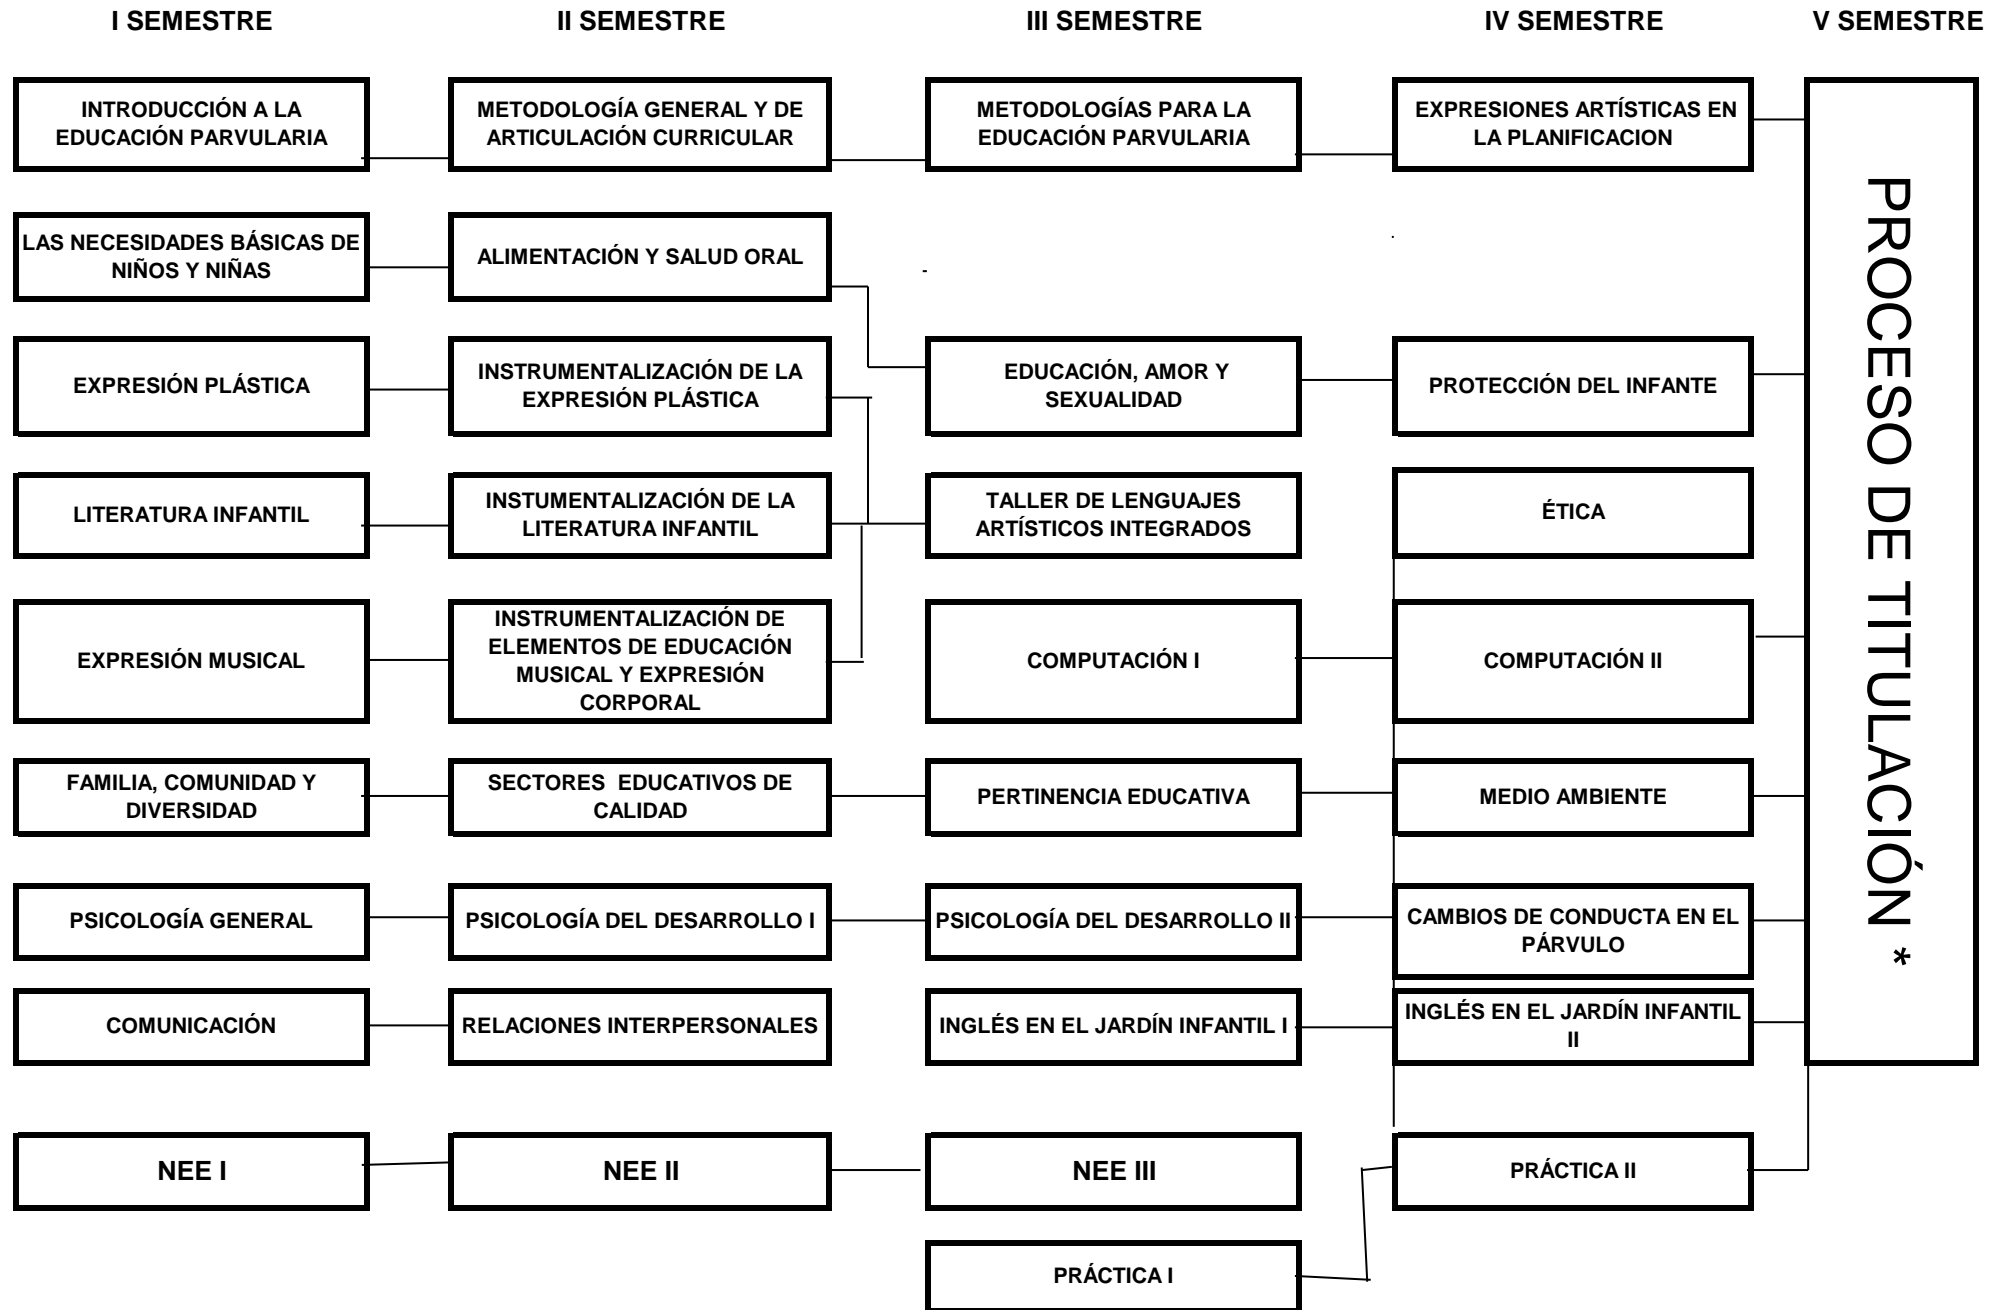 I SEMESTRE
II SEMESTRE
III SEMESTRE
IV SEMESTRE
V SEMESTRE
INTRODUCCIÓN A LA
EDUCACIÓN PARVULARIA
METODOLOGÍA GENERAL Y DE
ARTICULACIÓN CURRICULAR
METODOLOGÍAS PARA LA
EDUCACIÓN PARVULARIA
EXPRESIONES ARTÍSTICAS EN
LA PLANIFICACION
LAS NECESIDADES BÁSICAS DE
NIÑOS Y NIÑAS
ALIMENTACIÓN Y SALUD ORAL
EXPRESIÓN PLÁSTICA
INSTRUMENTALIZACIÓN DE LA
EXPRESIÓN PLÁSTICA
EDUCACIÓN, AMOR Y
SEXUALIDAD
PROTECCIÓN DEL INFANTE
LITERATURA INFANTIL
INSTUMENTALIZACIÓN DE LA
LITERATURA INFANTIL
TALLER DE LENGUAJES
ARTÍSTICOS INTEGRADOS
ÉTICA
EXPRESIÓN MUSICAL
INSTRUMENTALIZACIÓN DE
ELEMENTOS DE EDUCACIÓN
MUSICAL Y EXPRESIÓN
CORPORAL
COMPUTACIÓN I
COMPUTACIÓN II
FAMILIA, COMUNIDAD Y
DIVERSIDAD
SECTORES  EDUCATIVOS DE
CALIDAD
PERTINENCIA EDUCATIVA
MEDIO AMBIENTE
PSICOLOGÍA GENERAL
PSICOLOGÍA DEL DESARROLLO I
PSICOLOGÍA DEL DESARROLLO II
CAMBIOS DE CONDUCTA EN EL
PÁRVULO
COMUNICACIÓN
RELACIONES INTERPERSONALES
INGLÉS EN EL JARDÍN INFANTIL I
INGLÉS EN EL JARDÍN INFANTIL
II
NEE I
NEE II
NEE III
PRÁCTICA II
PRÁCTICA I
PROCESO DE TITULACIÓN *